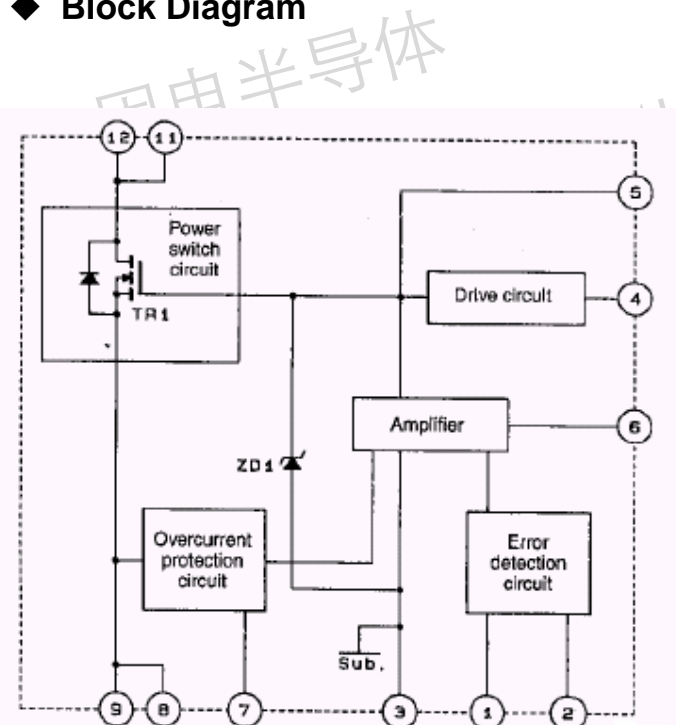 ◆ Block Diagram
半导体
12 11
5
Power
switch
circuit
Drive circuit
4
TR1
Amplifier
6
ZD1
Overcurrent
protection
circuit
Error
detection
circuit
Sub.
9 8 7 3 1 2